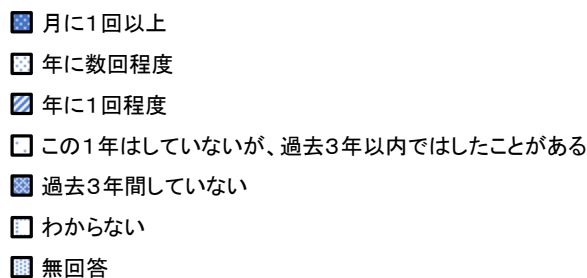 月に1回以上
年に数回程度
年に1回程度
この1年はしていないが、過去3年以内ではしたことがある
過去3年間していない
わからない
無回答